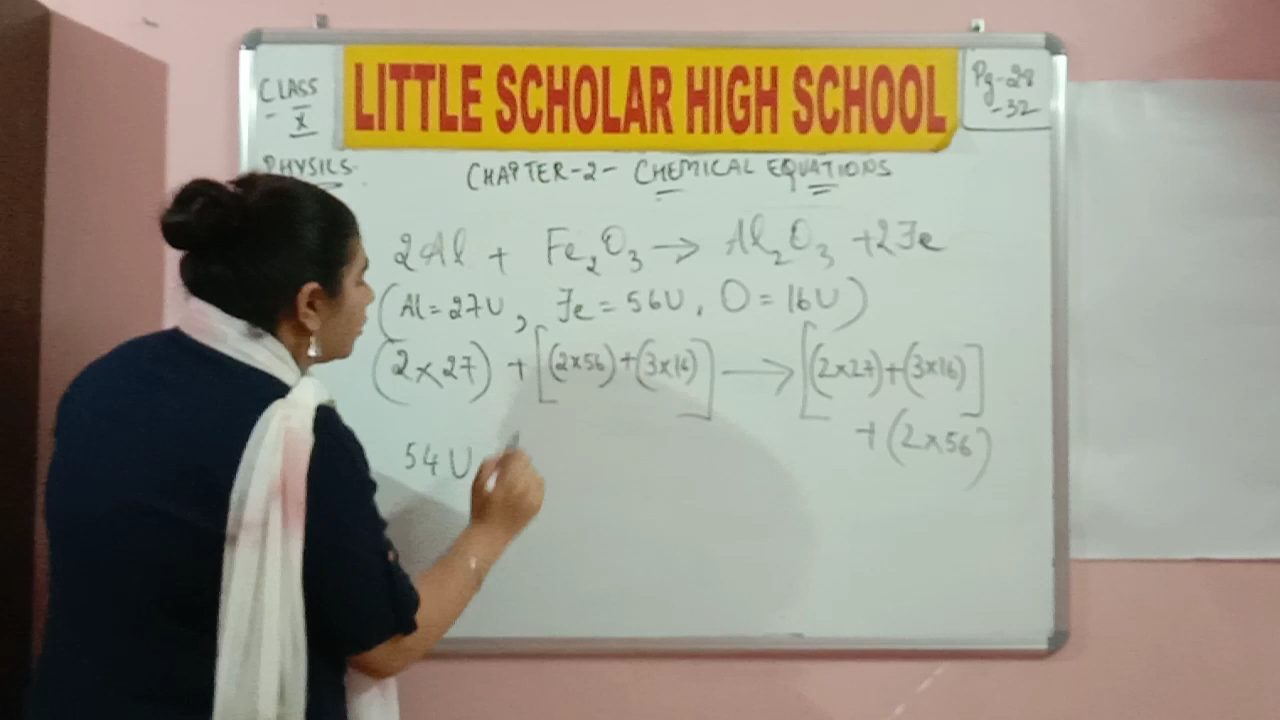 CLASS
- X
LITTLE SCHOLAR HIGH SCHOOL
Pg-28
-32
PHYSICS
CHAPTER-2- CHEMICAL EQUATIONS
2Al + Fe₂O₃ → Al₂O₃ +2Fe
(Al=27U, Fe=56U, O=16U)
(2×27) + [(2×56)+(3×16)] → [(2×27)+(3×16)]
+(2×56)
54U